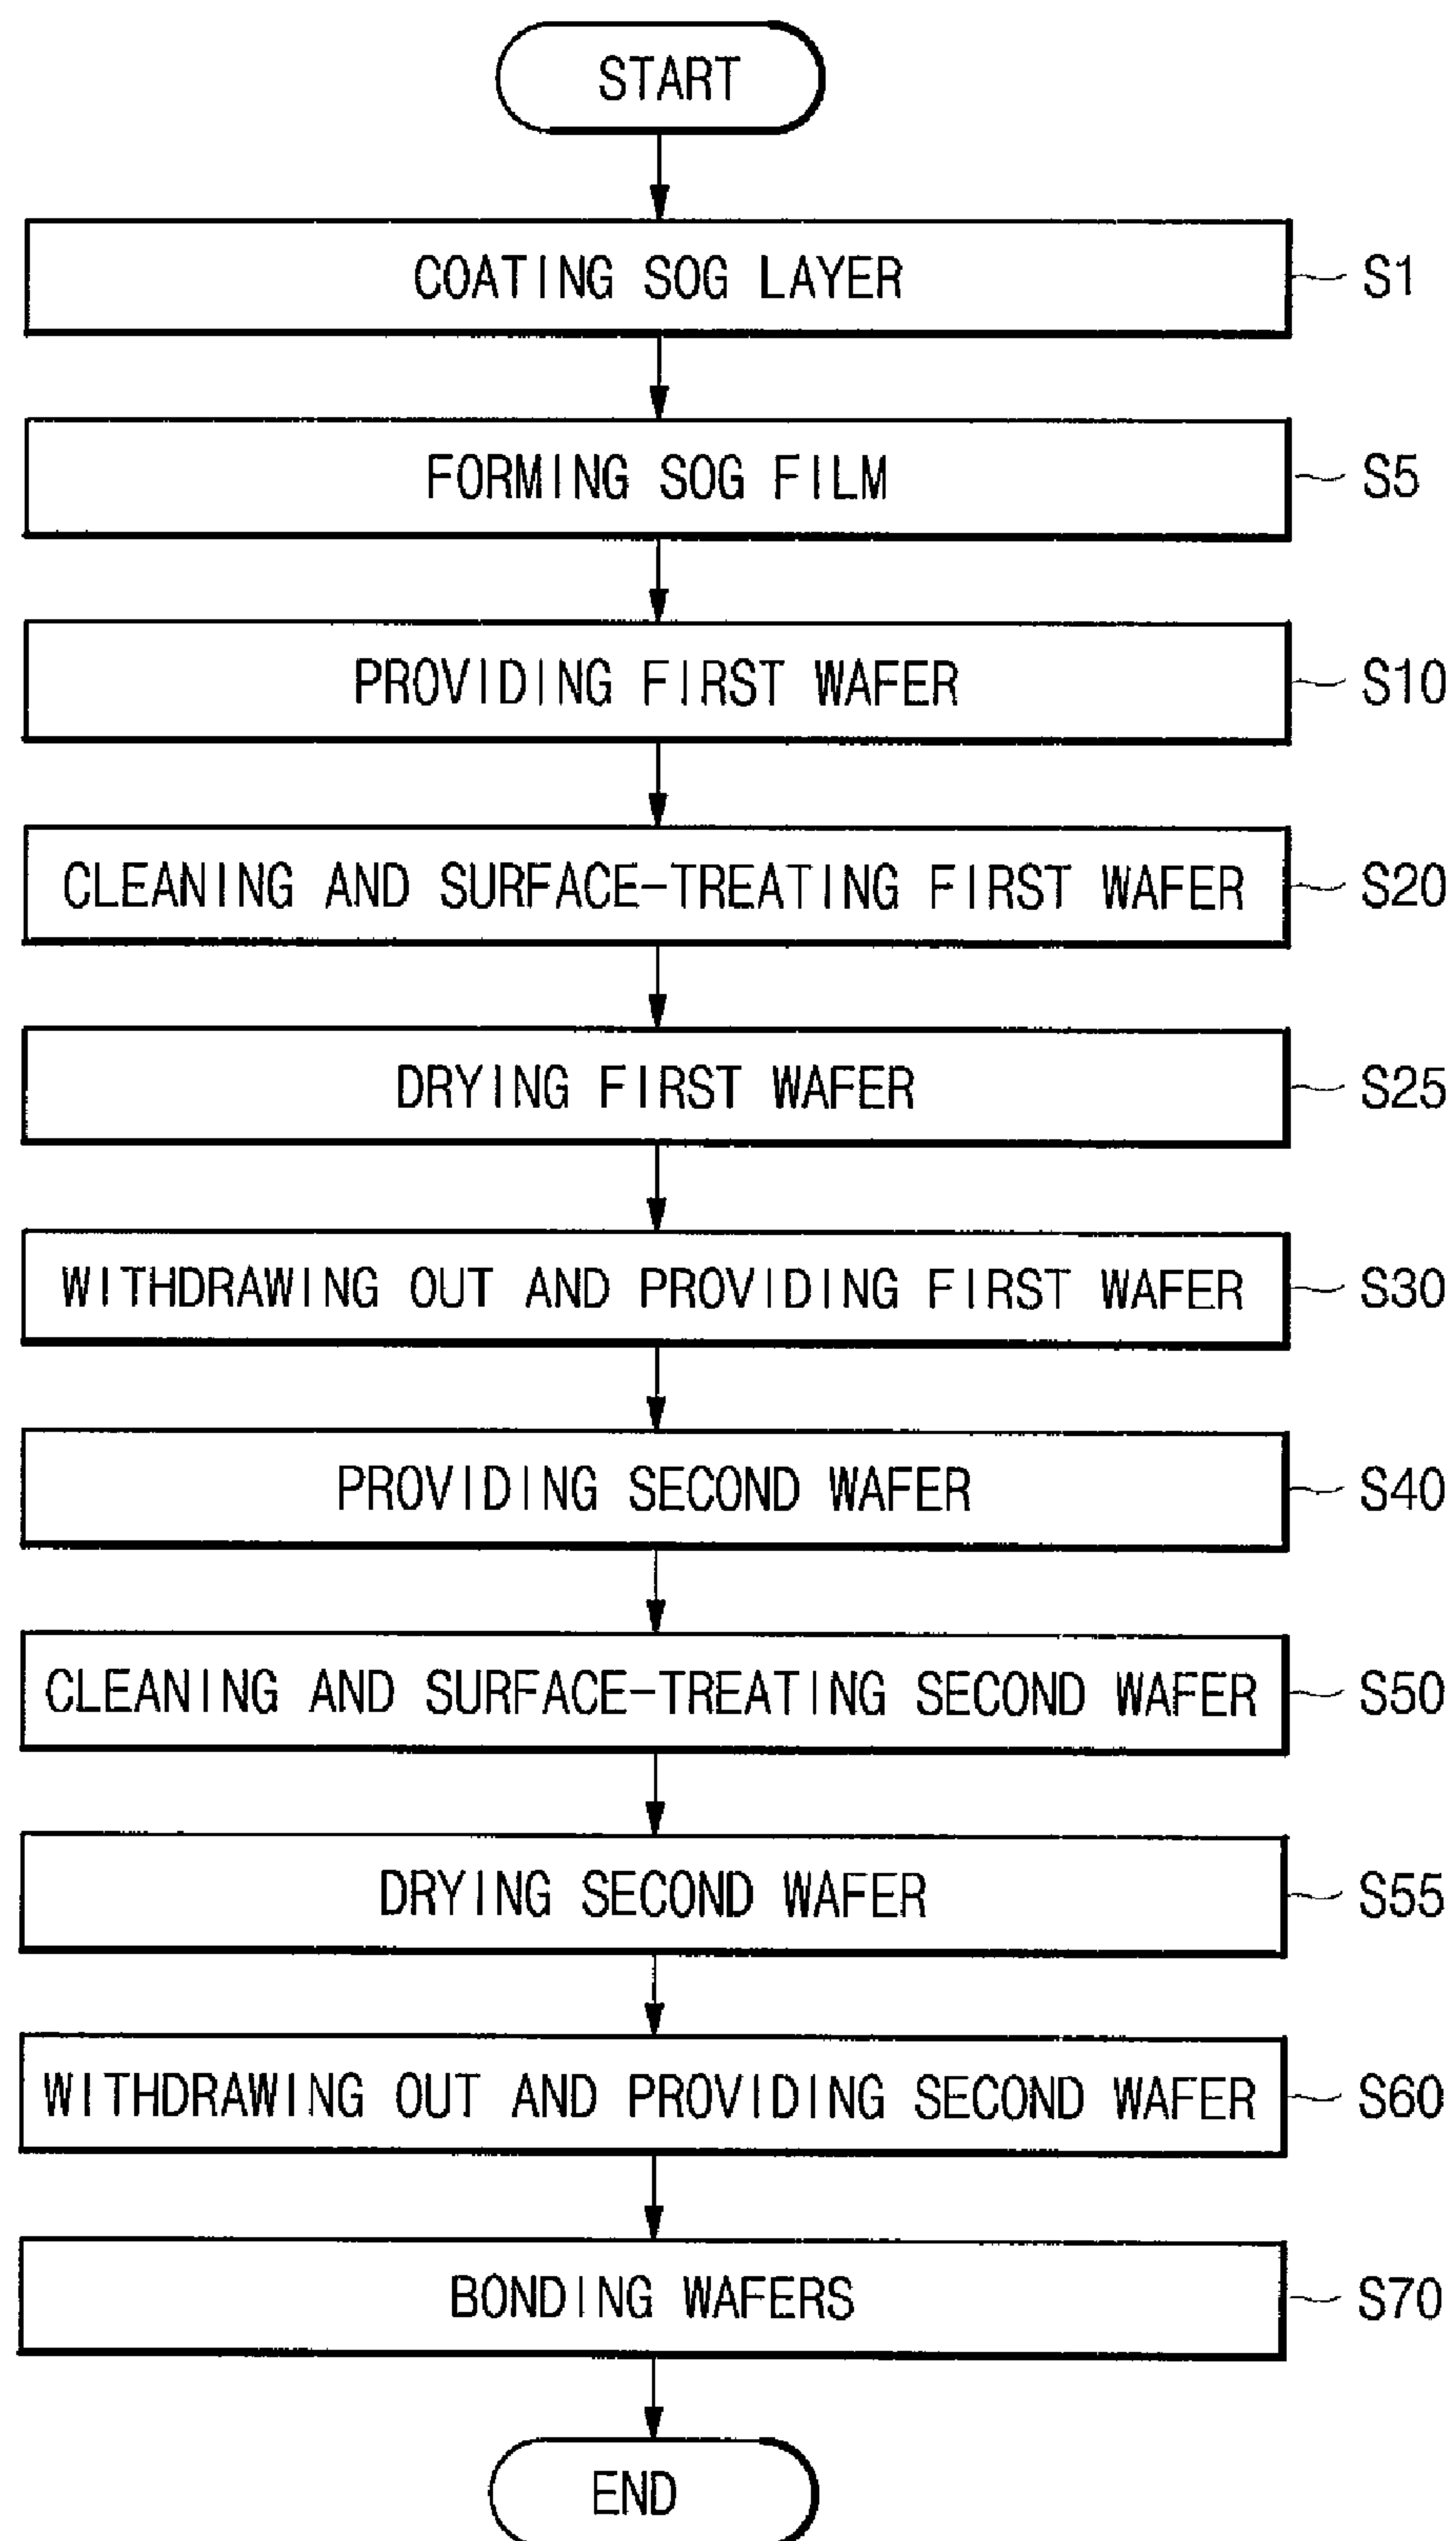 START
COATING SOG LAYER S1
FORMING SOG FILM S5
PROVIDING FIRST WAFER S10
CLEANING AND SURFACE-TREATING FIRST WAFER S20
DRYING FIRST WAFER S25
WITHDRAWING OUT AND PROVIDING FIRST WAFER S30
PROVIDING SECOND WAFER S40
CLEANING AND SURFACE-TREATING SECOND WAFER S50
DRYING SECOND WAFER S55
WITHDRAWING OUT AND PROVIDING SECOND WAFER S60
BONDING WAFERS S70
END